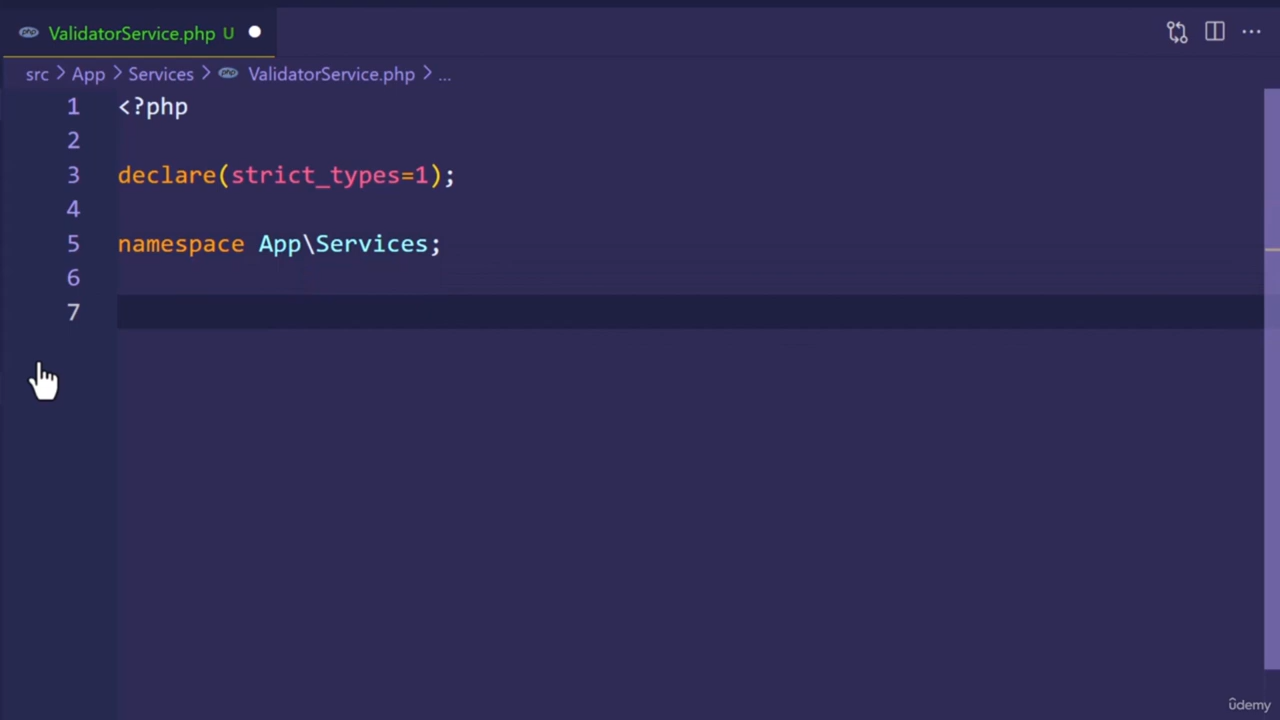 ValidatorService.php U
src > App > Services > ValidatorService.php > ...
1 <?php
2
3 declare(strict_types=1);
4
5 namespace App\Services;
6
7
ûdemy